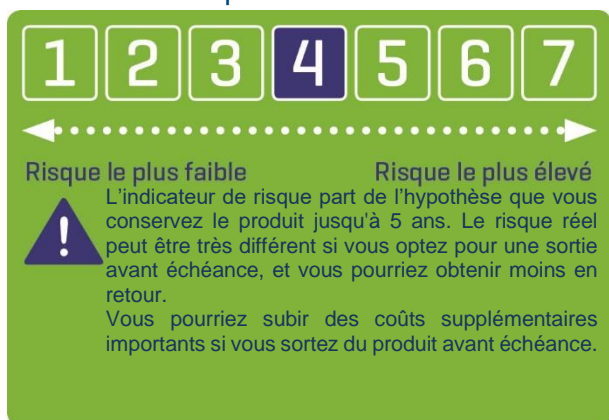 1 2 3 4 5 6 7
Risque le plus faible Risque le plus élevé
L'indicateur de risque part de l'hypothèse que vous
conservez le produit jusqu'à 5 ans. Le risque réel
peut être très différent si vous optez pour une sortie
avant échéance, et vous pourriez obtenir moins en
retour.
Vous pourriez subir des coûts supplémentaires
importants si vous sortez du produit avant échéance.